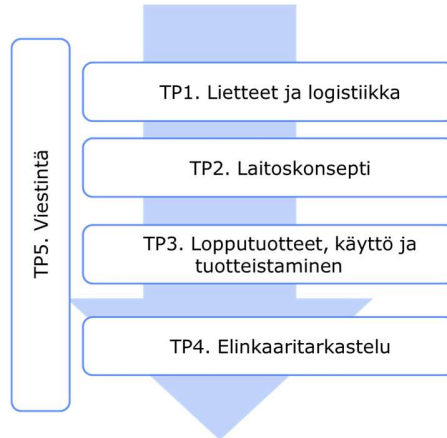 TP5. Viestintä
TP1. Lietteet ja logistiikka
TP2. Laitoskonsepti
TP3. Lopputuotteet, käyttö ja
tuotteistaminen
TP4. Elinkaaritarkastelu